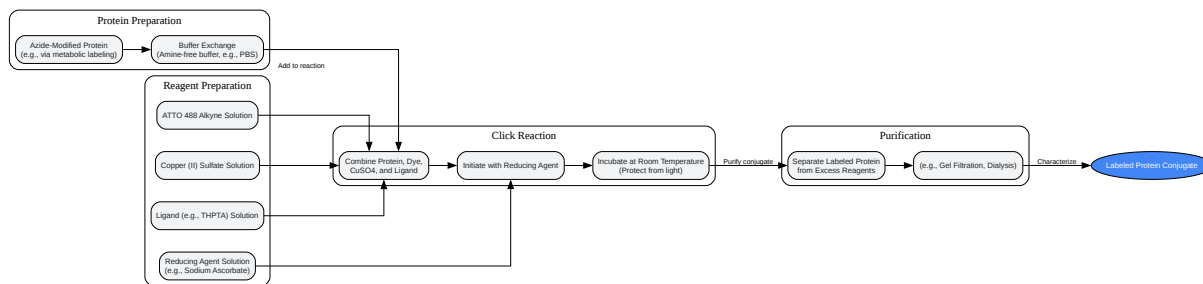 Protein Preparation
Azide-Modified Protein
(e.g., via metabolic labeling)
Buffer Exchange
(Amine-free buffer, e.g., PBS)
Add to reaction
Reagent Preparation
ATTO 488 Alkyne Solution
Copper (II) Sulfate Solution
Ligand (e.g., THPTA) Solution
Reducing Agent Solution
(e.g., Sodium Ascorbate)
Click Reaction
Combine Protein, Dye,
CuSO4, and Ligand
Initiate with Reducing Agent
Incubate at Room Temperature
(Protect from light)
Purify conjugate
Purification
Separate Labeled Protein
from Excess Reagents
(e.g., Gel Filtration, Dialysis)
Characterize
Labeled Protein Conjugate